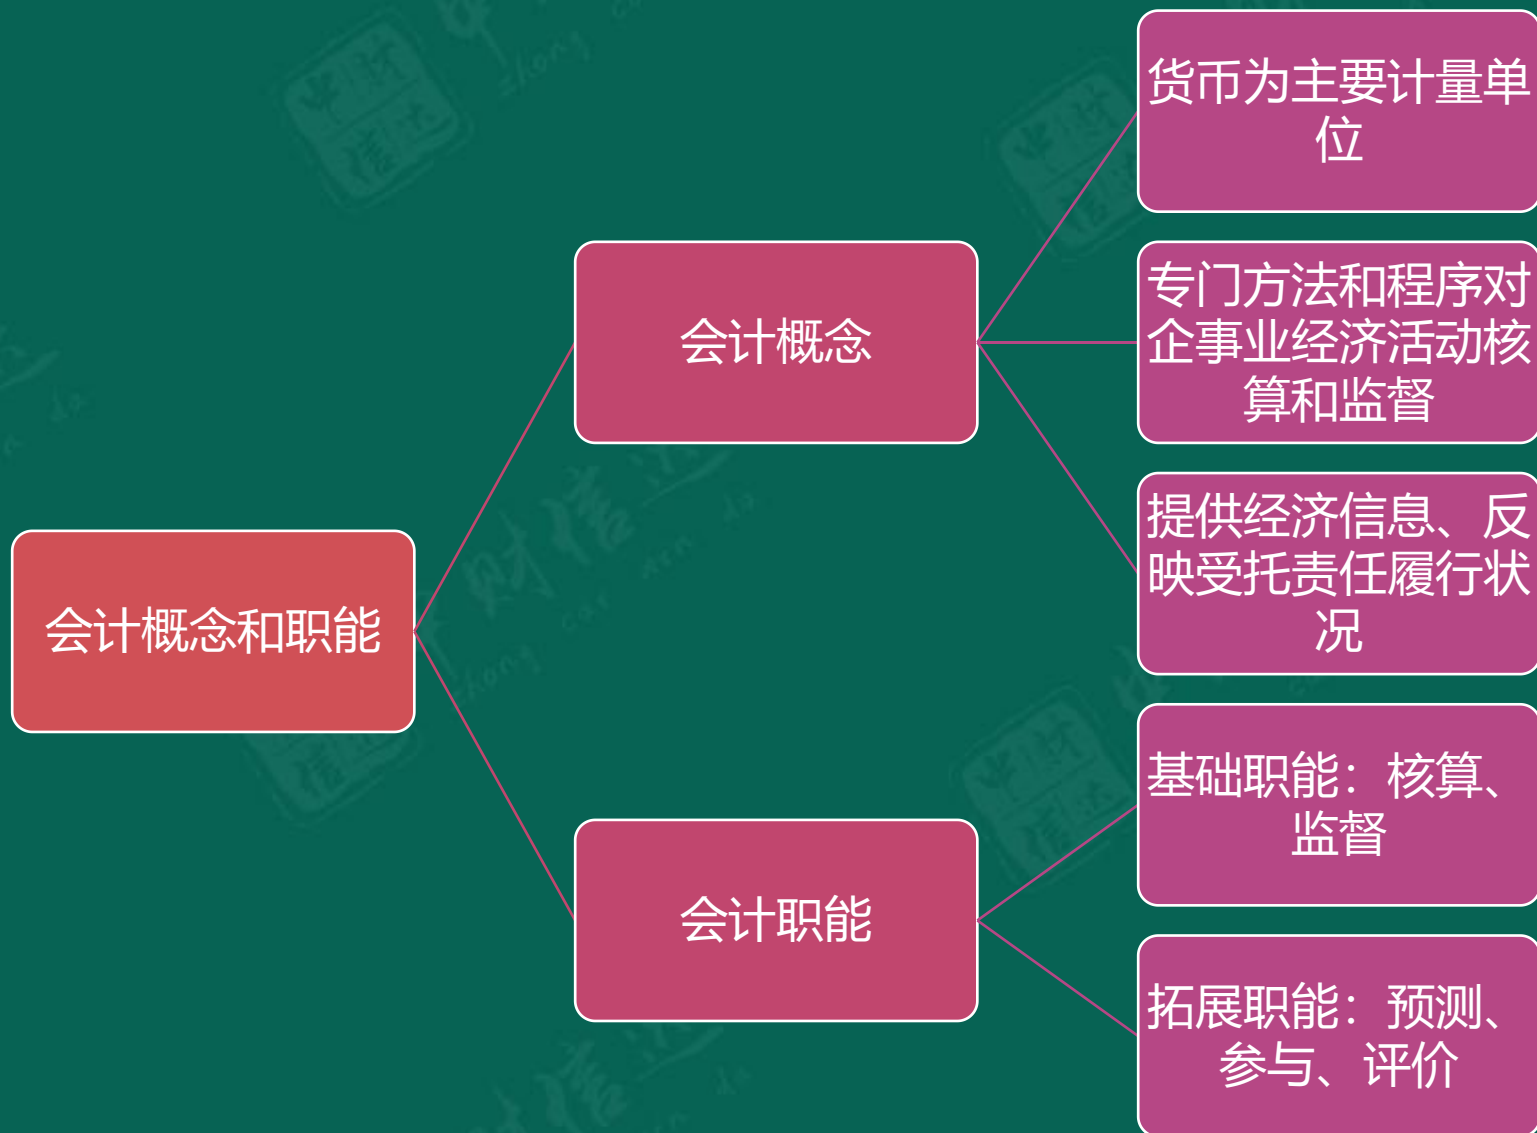 会计概念和职能
会计概念
货币为主要计量单
位
专门方法和程序对
企事业经济活动核
算和监督
提供经济信息、反
映受托责任履行状
况
会计职能
基础职能：核算、
监督
拓展职能：预测、
参与、评价